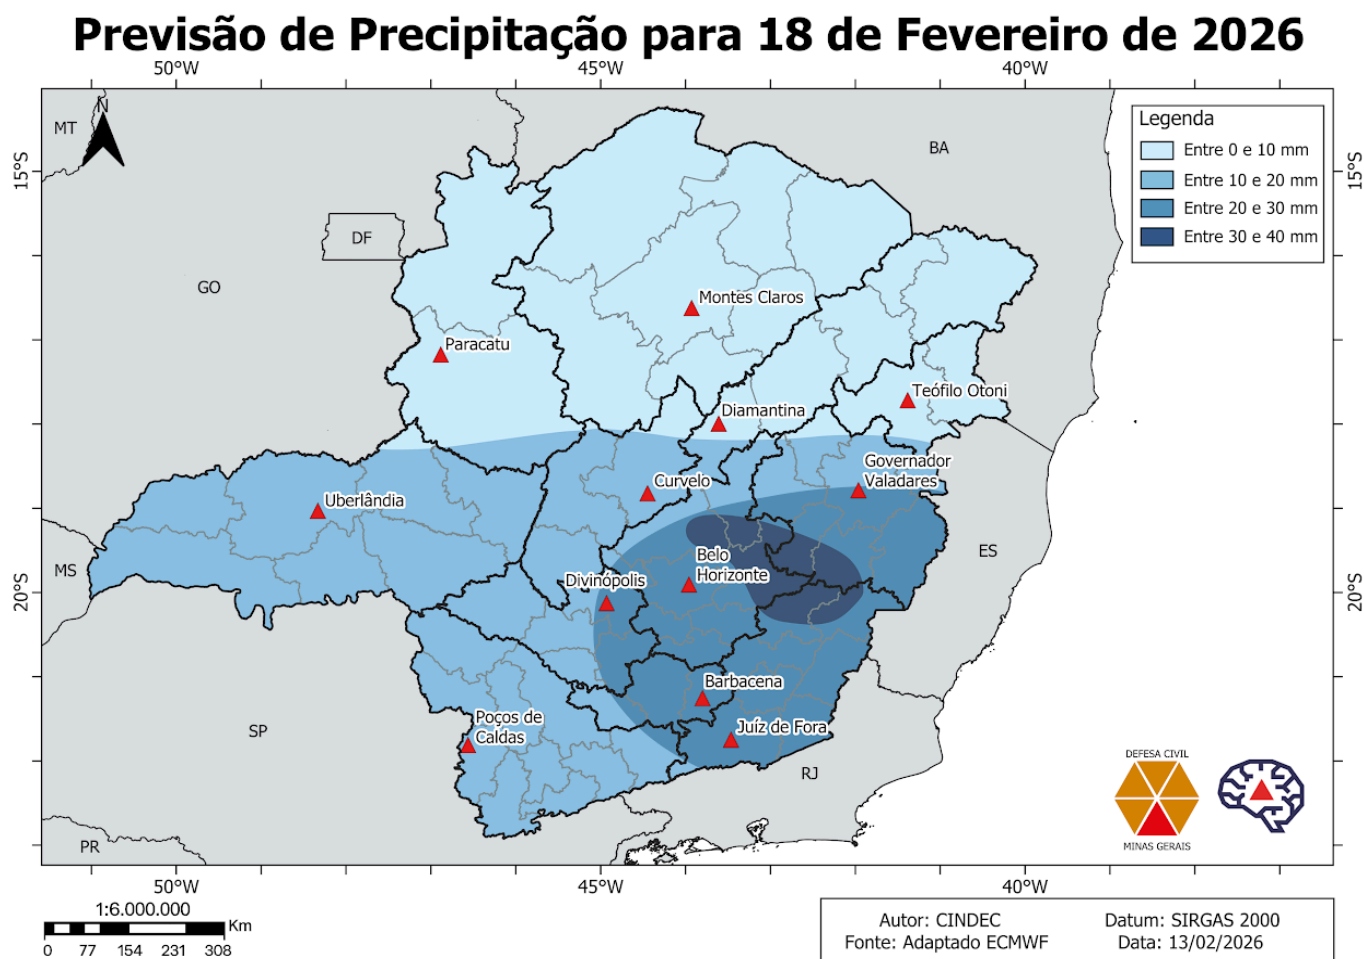 Previsão de Precipitação para 18 de Fevereiro de 2026
50°W 45°W 40°W
N
MT
BA
Legenda
Entre 0 e 10 mm
Entre 10 e 20 mm
Entre 20 e 30 mm
Entre 30 e 40 mm
15°S 15°S
DF
GO
Montes Claros
Paracatu
Teófilo Otoni
Diamantina
Governador
Valadares
Curvelo
Uberlândia
ES
Belo
Horizonte
MS
Divinópolis
20°S 20°S
Barbacena
Poços de
Caldas
Juíz de Fora
SP
RJ
DEFESA CIVIL
MINAS GERAIS
PR
50°W 45°W 40°W
1:6.000.000
Km
0 77 154 231 308
Autor: CINDEC Datum: SIRGAS 2000
Fonte: Adaptado ECMWF Data: 13/02/2026